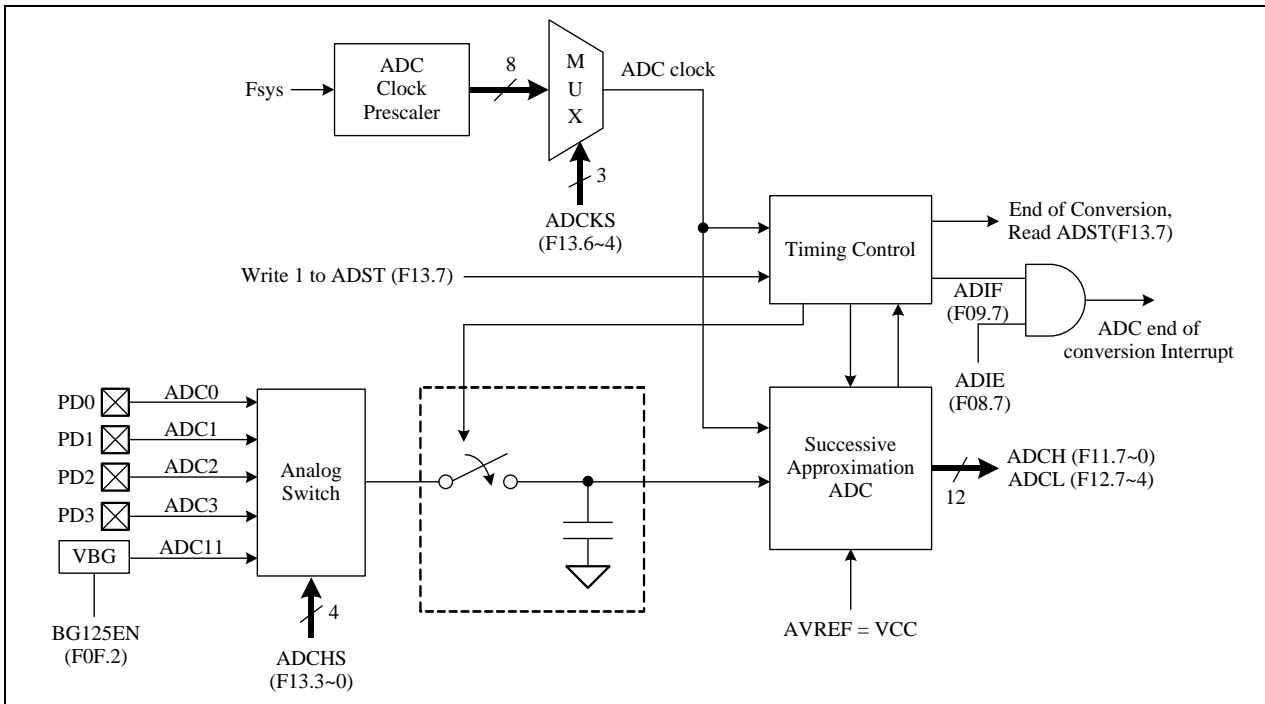 Fsys
ADC
Clock
Prescaler
8
M
U
X
ADC clock
3
ADCKS
(F13.6~4)
Write 1 to ADST (F13.7)
Timing Control
End of Conversion,
Read ADST(F13.7)
ADIF
(F09.7)
ADC end of
conversion Interrupt
ADIE
(F08.7)
PD0
ADC0
PD1
ADC1
PD2
ADC2
PD3
ADC3
VBG
ADC11
BG125EN
(F0F.2)
Analog
Switch
4
ADCHS
(F13.3~0)
Successive
Approximation
ADC
12
ADCH (F11.7~0)
ADCL (F12.7~4)
AVREF = VCC